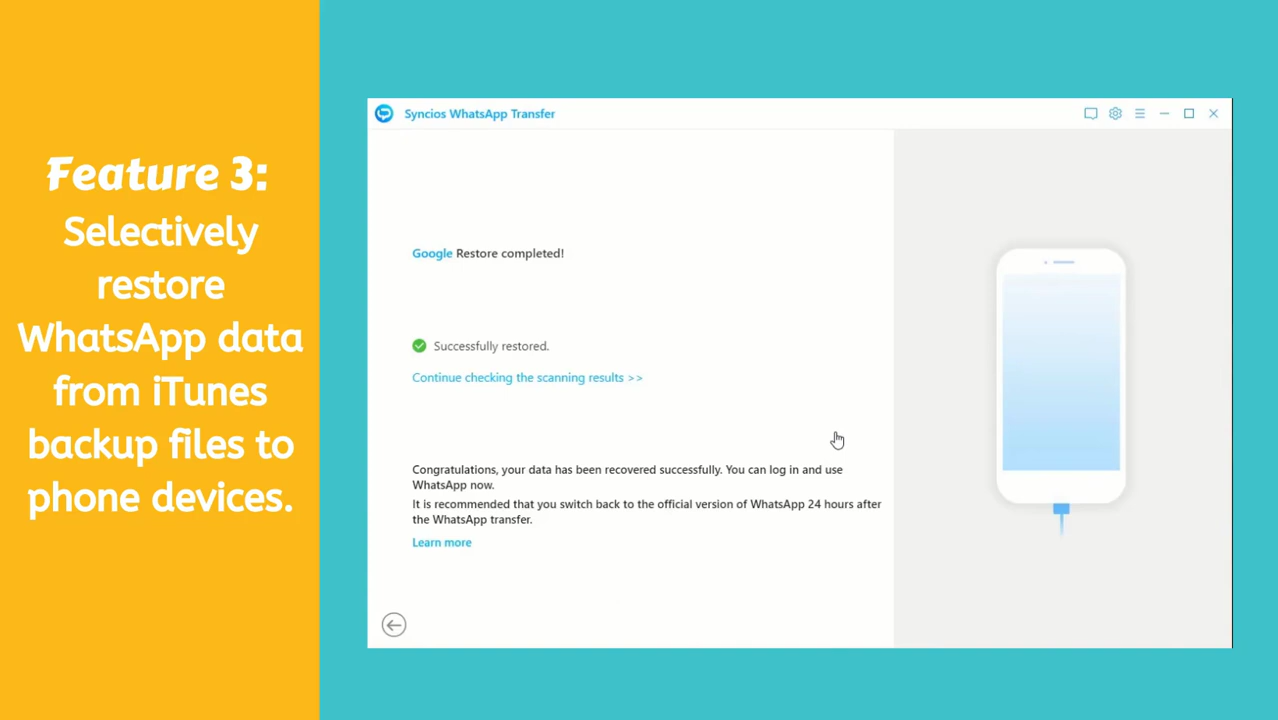 Feature 3:
Selectively
restore
WhatsApp data
from iTunes
backup files to
phone devices.
Syncios WhatsApp Transfer
Google Restore completed!
Successfully restored.
Continue checking the scanning results >>
Congratulations, your data has been recovered successfully. You can log in and use
WhatsApp now.
It is recommended that you switch back to the official version of WhatsApp 24 hours after
the WhatsApp transfer.
Learn more